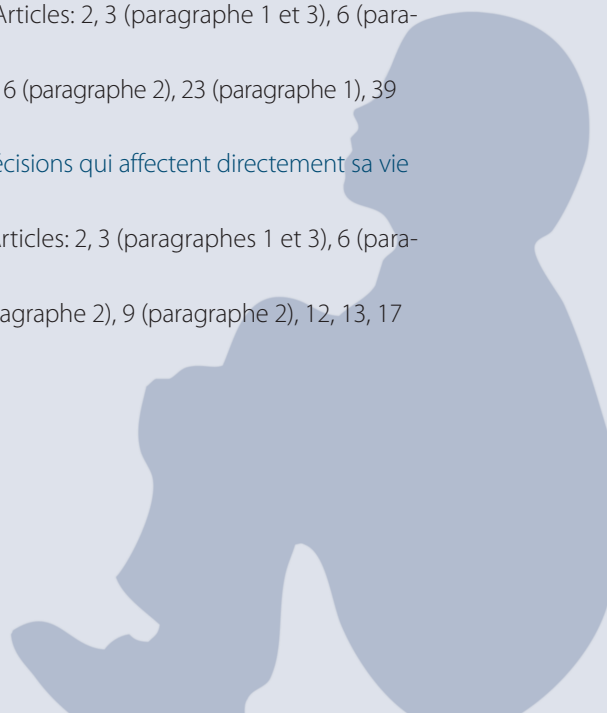 Articles: 2, 3 (paragraphe 1 et 3), 6 (para-
6 (paragraphe 2), 23 (paragraphe 1), 39
écisions qui affectent directement sa vie
Articles: 2, 3 (paragraphes 1 et 3), 6 (para-
agraphe 2), 9 (paragraphe 2), 12, 13, 17